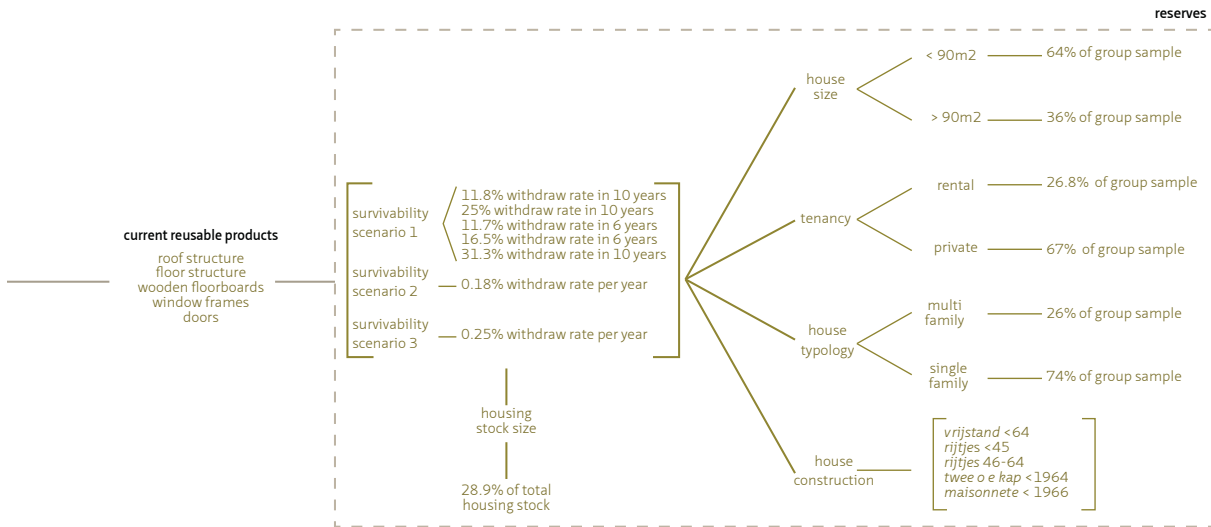 reserves
current reusable products
roof structure
floor structure
wooden floorboards
window frames
doors
survivability
scenario 1
11.8% withdraw rate in 10 years
25% withdraw rate in 10 years
11.7% withdraw rate in 6 years
16.5% withdraw rate in 6 years
31.3% withdraw rate in 10 years
survivability
scenario 2
0.18% withdraw rate per year
survivability
scenario 3
0.25% withdraw rate per year
housing
stock size
28.9% of total
housing stock
house
size
< 90m2
64% of group sample
> 90m2
36% of group sample
tenancy
rental
26.8% of group sample
private
67% of group sample
house
typology
multi
family
26% of group sample
single
family
74% of group sample
house
construction
vrijstand <64
rijtjes <45
rijtjes 46-64
twee o e kap <1964
maisonnete < 1966